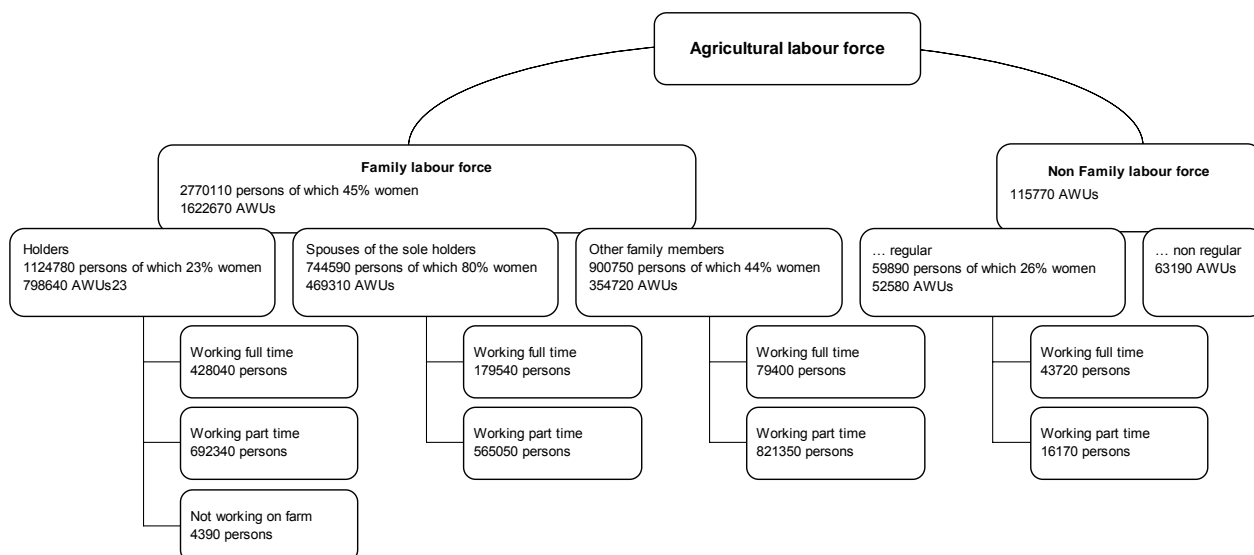 Agricultural labour force
Family labour force
2770110 persons of which 45% women
1622670 AWUs
Non Family labour force
115770 AWUs
Holders
1124780 persons of which 23% women
798640 AWUs23
Spouses of the sole holders
744590 persons of which 80% women
469310 AWUs
Other family members
900750 persons of which 44% women
354720 AWUs
... regular
59890 persons of which 26% women
52580 AWUs
... non regular
63190 AWUs
Working full time
428040 persons
Working full time
179540 persons
Working full time
79400 persons
Working full time
43720 persons
Working part time
692340 persons
Working part time
565050 persons
Working part time
821350 persons
Working part time
16170 persons
Not working on farm
4390 persons